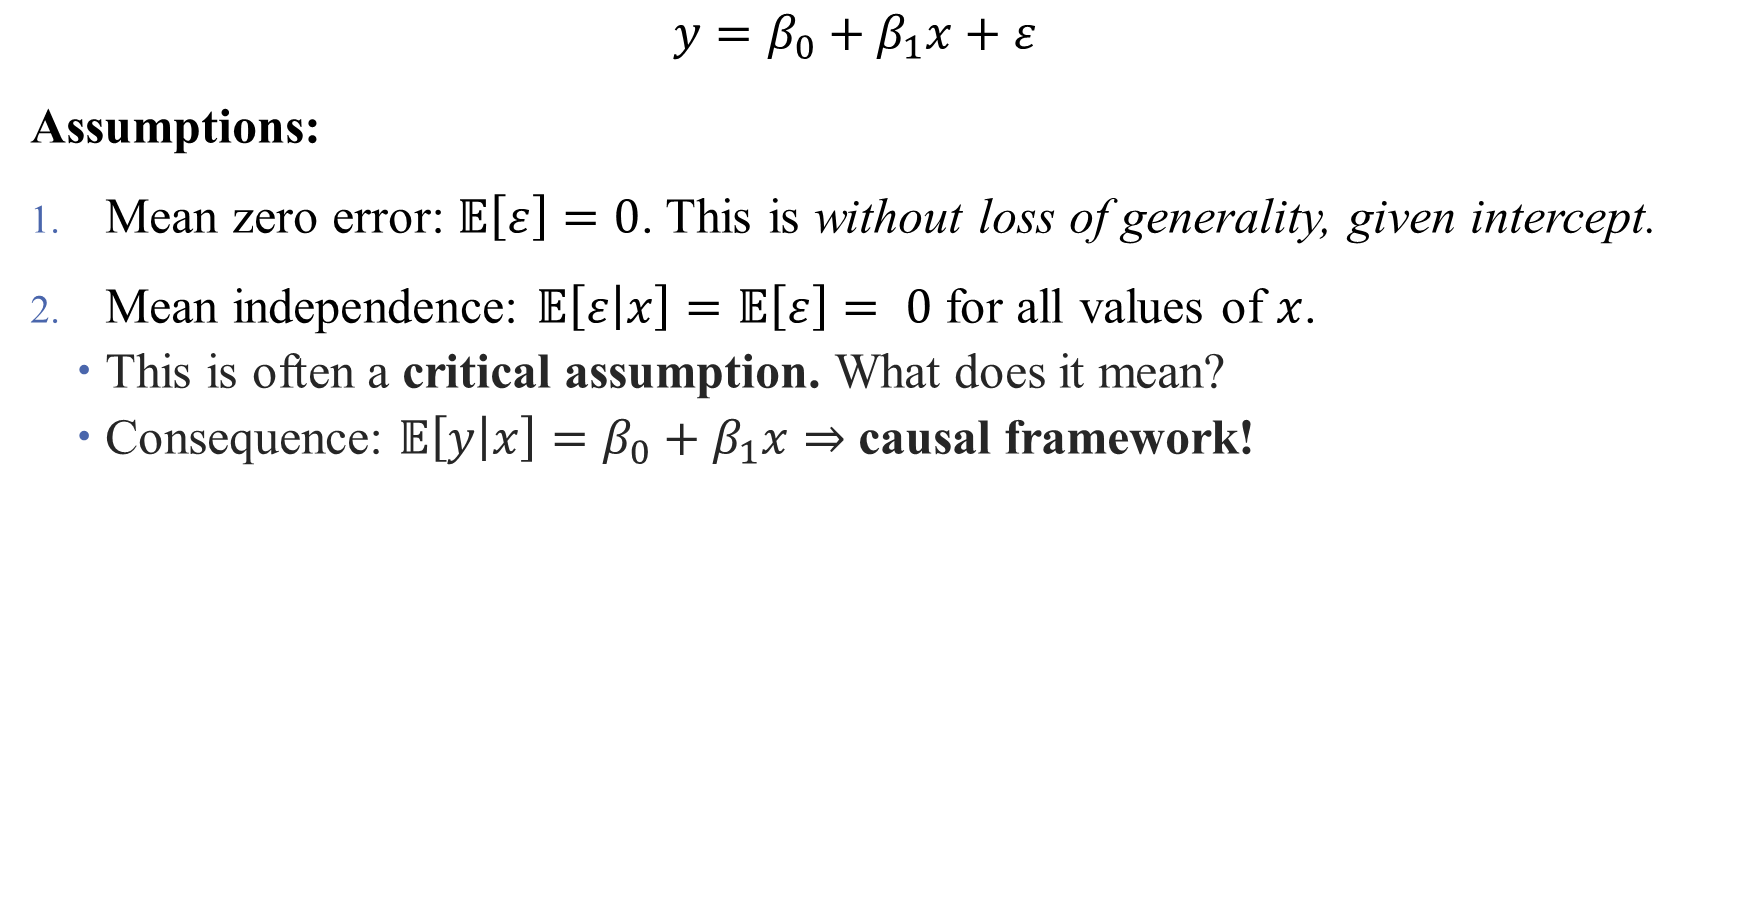 𝑦 = 𝛽₀ + 𝛽₁𝑥 + 𝜀
Assumptions:
1. Mean zero error: 𝔼[𝜀] = 0. This is without loss of generality, given intercept.
2. Mean independence: 𝔼[𝜀|𝑥] = 𝔼[𝜀] = 0 for all values of 𝑥.
• This is often a critical assumption. What does it mean?
• Consequence: 𝔼[𝑦|𝑥] = 𝛽₀ + 𝛽₁𝑥 ⇒ causal framework!